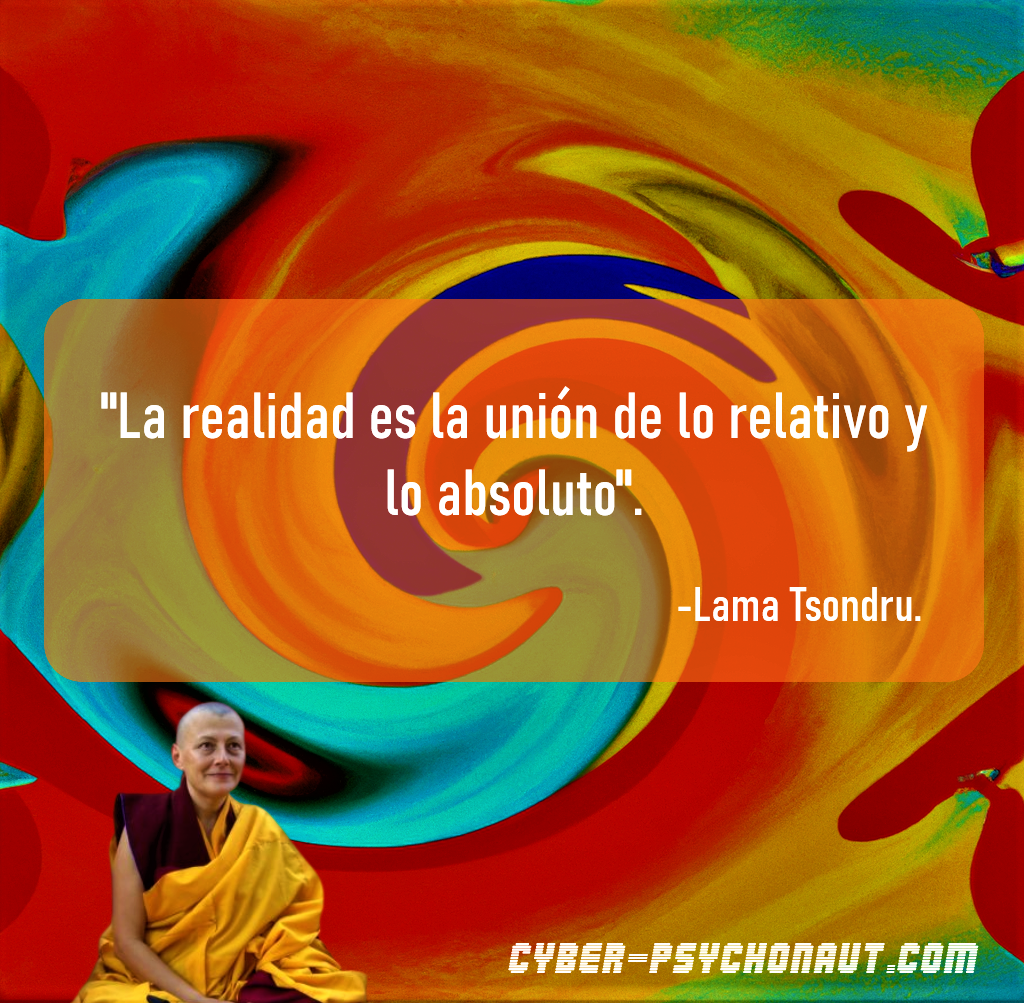 "La realidad es la unión de lo relativo y
lo absoluto".
-Lama Tsondru.
CYBER-PSYCHONAUT.COM